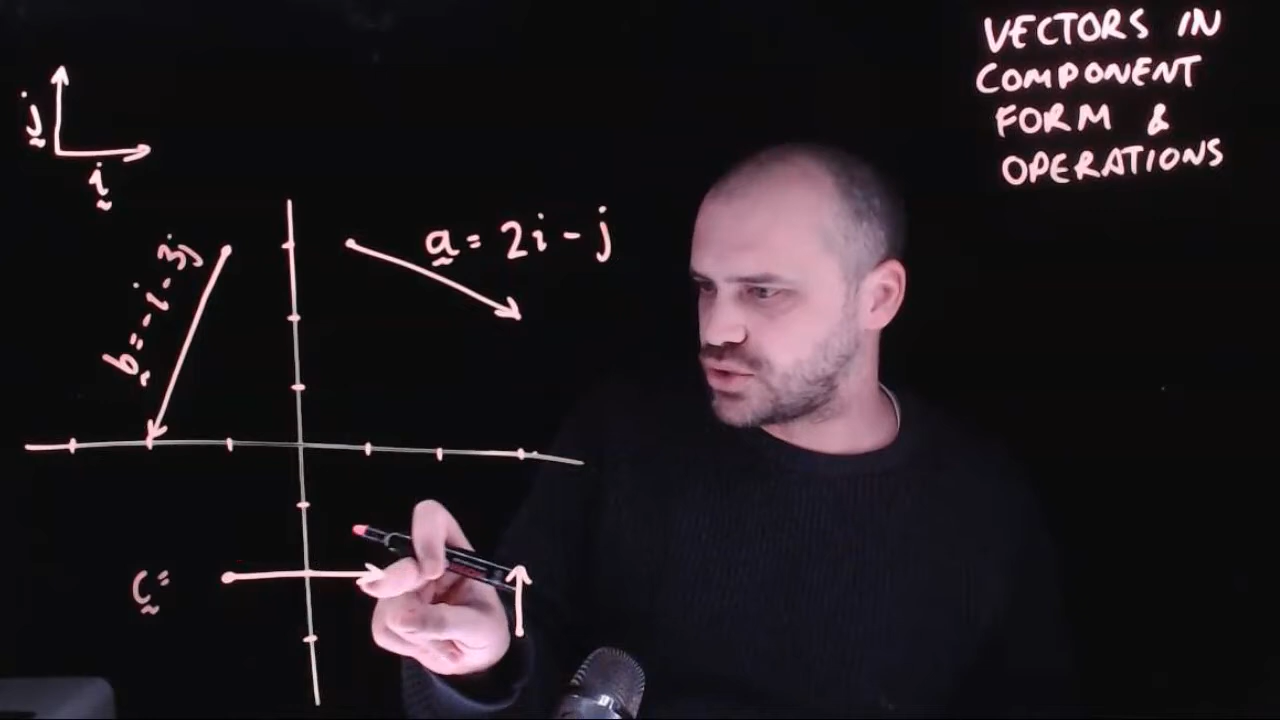 VECTORS IN
COMPONENT
FORM &
OPERATIONS
j
i
a = 2i - j
b = -i - 3j
c =